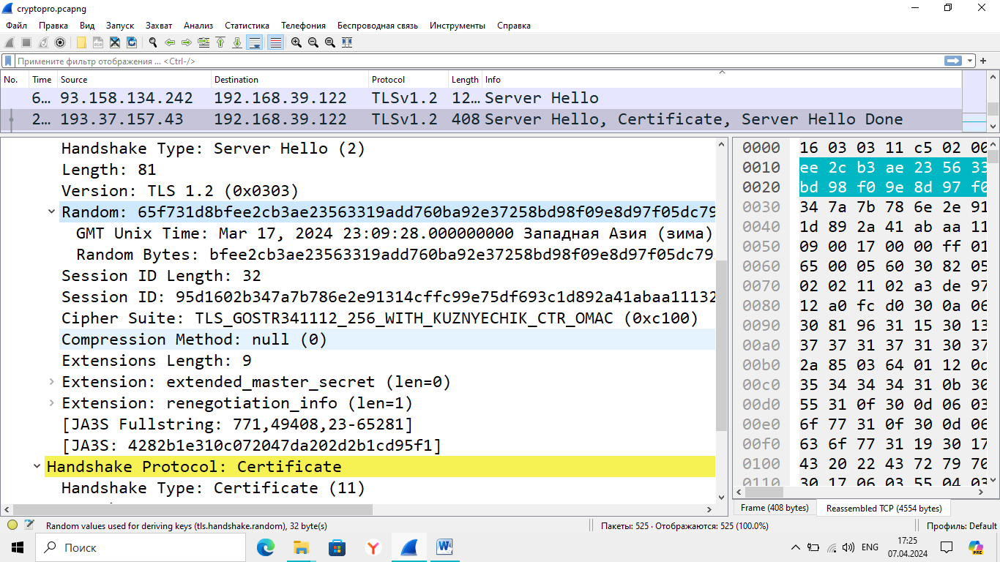 cryptopro.pcapng
Файл Правка Вид Запуск Захват Анализ Статистика Телефония Беспроводная связь Инструменты Справка
Примените фильтр отображения ... <Ctrl-/>
No. Time Source Destination Protocol Length Info
6... 93.158.134.242 192.168.39.122 TLSv1.2 12... Server Hello
2... 193.37.157.43 192.168.39.122 TLSv1.2 408 Server Hello, Certificate, Server Hello Done
Handshake Type: Server Hello (2)
Length: 81
Version: TLS 1.2 (0x0303)
Random: 65f731d8bfee2cb3ae23563319add760ba92e37258bd98f09e8d97f05dc79
GMT Unix Time: Mar 17, 2024 23:09:28.000000000 Западная Азия (зима)
Random Bytes: bfee2cb3ae23563319add760ba92e37258bd98f09e8d97f05dc79
Session ID Length: 32
Session ID: 95d1602b347a7b786e2e91314cffc99e75df693c1d892a41abaa11132
Cipher Suite: TLS_GOSTR341112_256_WITH_KUZNYECHIK_CTR_OMAC (0xc100)
Compression Method: null (0)
Extensions Length: 9
Extension: extended_master_secret (len=0)
Extension: renegotiation_info (len=1)
[JA3S Fullstring: 771,49408,23-65281]
[JA3S: 4282b1e310c072047da202d2b1cd95f1]
Handshake Protocol: Certificate
Handshake Type: Certificate (11)
0000 16 03 03 11 c5 02 00
0010 ee 2c b3 ae 23 56 33
0020 bd 98 f0 9e 8d 97 f0
0030 34 7a 7b 78 6e 2e 91
0040 1d 89 2a 41 ab aa 11
0050 09 00 17 00 00 ff 01
0060 65 00 05 60 30 82 05
0070 02 02 11 02 a3 de 97
0080 12 a0 fc d0 30 0a 06
0090 30 81 96 31 15 30 13
00a0 37 37 31 37 31 30 37
00b0 2a 85 03 64 01 12 0d
00c0 35 34 34 34 31 0b 30
00d0 55 31 0f 30 0d 06 03
00e0 6f 77 31 0f 30 0d 06
00f0 63 6f 77 31 19 30 17
0100 43 20 22 43 72 79 70
0110 30 17 06 03 55 04 03
Frame (408 bytes) Reassembled TCP (4554 bytes)
Random values used for deriving keys (tls.handshake.random), 32 byte(s) Пакеты: 525 · Отображаются: 525 (100.0%) Профиль: Default
Поиск ENG 17:25
07.04.2024